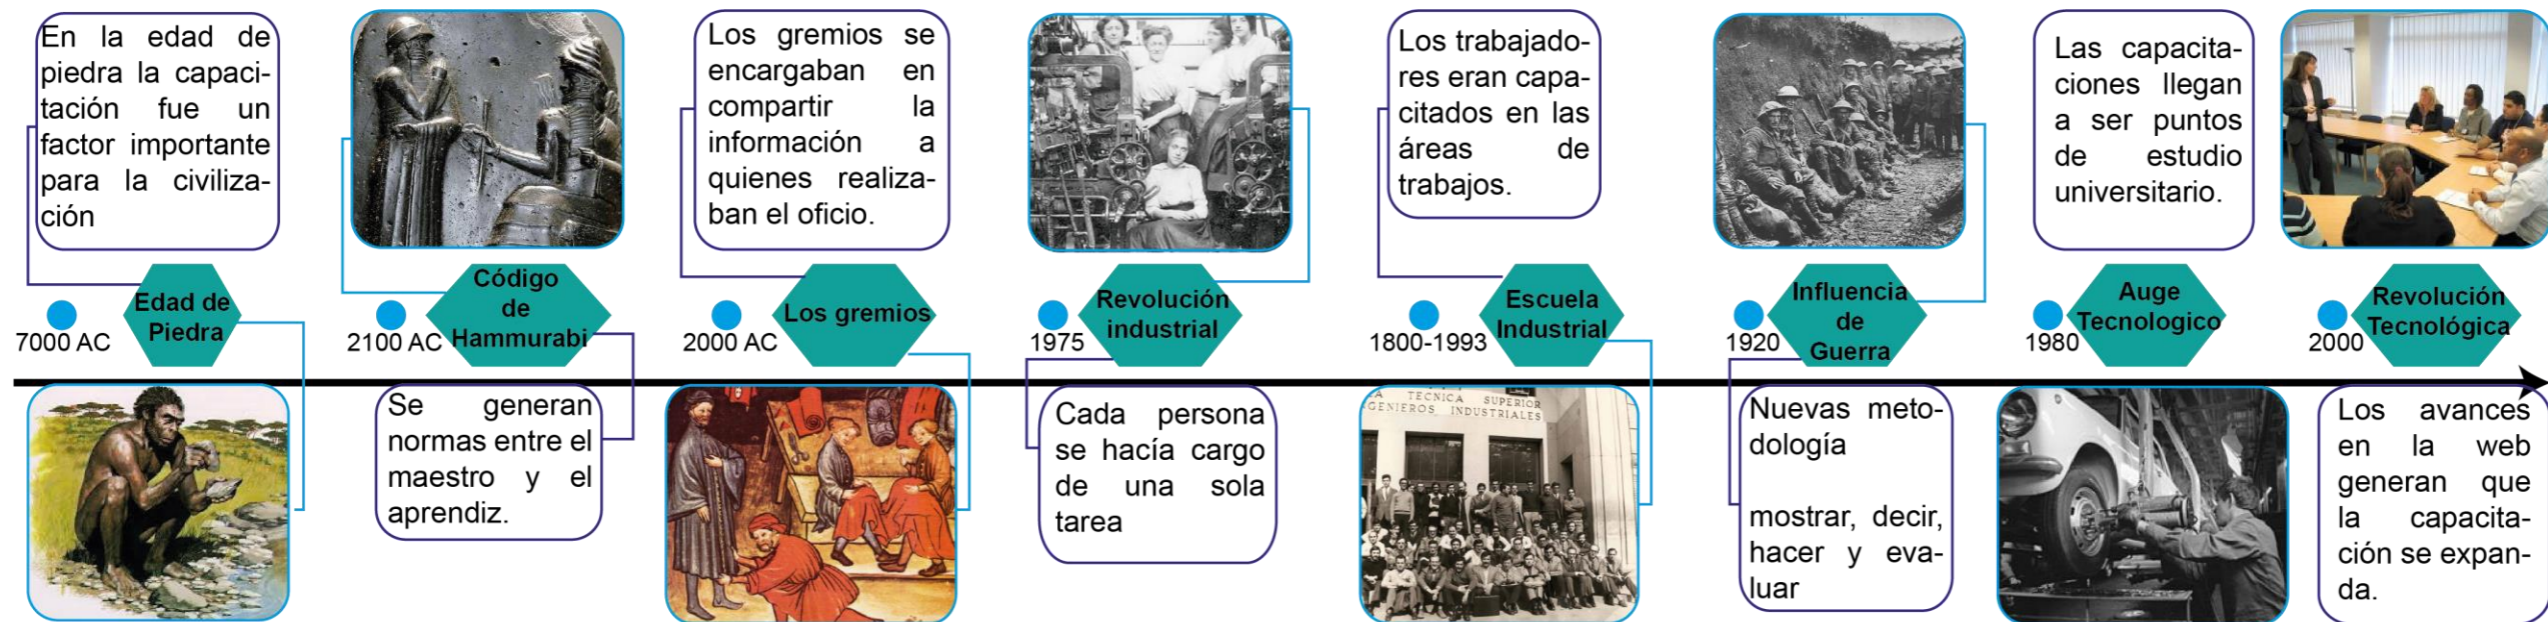 En la edad de
piedra la capaci-
tación fue un
factor importante
para la civiliza-
ción
7000 AC
Edad de
Piedra
2100 AC
Código
de
Hammurabi
Se generan
normas entre el
maestro y el
aprendiz.
Los gremios se
encargaban en
compartir la
información a
quienes realiza-
ban el oficio.
2000 AC
Los gremios
1975
Revolución
industrial
Cada persona
se hacía cargo
de una sola
tarea
Los trabajado-
res eran capa-
citados en las
áreas de
trabajos.
1800-1993
Escuela
Industrial
TECNICA SUPERIOR
INDUSTRIALES
1920
Influencia
de
Guerra
Nuevas meto-
dología
mostrar, decir,
hacer y eva-
luar
Las capacita-
ciones llegan
a ser puntos
de estudio
universitario.
1980
Auge
Tecnologico
2000
Revolución
Tecnológica
Los avances
en la web
generan que
la capacita-
ción se expan-
da.